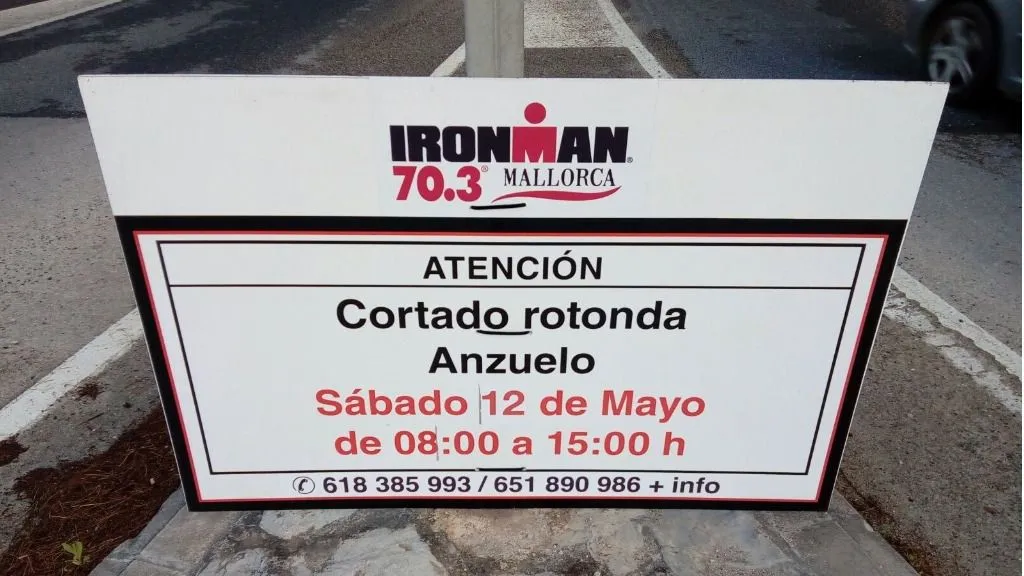 IRONMAN®
70.3® MALLORCA
ATENCIÓN
Cortado rotonda
Anzuelo
Sábado 12 de Mayo
de 08:00 a 15:00 h
✆ 618 385 993 / 651 890 986 + info